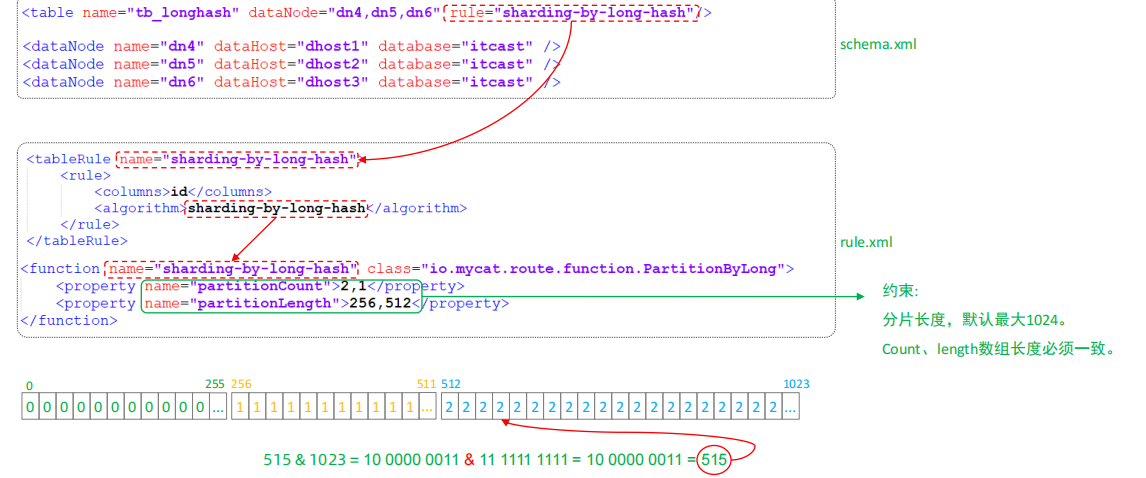 <table name="tb_longhash" dataNode="dn4,dn5,dn6" rule="sharding-by-long-hash"/>
<dataNode name="dn4" dataHost="dhost1" database="itcast" />
<dataNode name="dn5" dataHost="dhost2" database="itcast" />
<dataNode name="dn6" dataHost="dhost3" database="itcast" />
schema.xml
<tableRule name="sharding-by-long-hash">
<rule>
<columns>id</columns>
<algorithm>sharding-by-long-hash</algorithm>
</rule>
</tableRule>
<function name="sharding-by-long-hash" class="io.mycat.route.function.PartitionByLong">
<property name="partitionCount">2,1</property>
<property name="partitionLength">256,512</property>
</function>
rule.xml
约束:
分片长度，默认最大1024。
Count、length数组长度必须一致。
0 255 256 511 512 1023
0 0 0 0 0 0 0 0 0 0 0 ... 1 1 1 1 1 1 1 1 1 1 1 ... 2 2 2 2 2 2 2 2 2 2 2 2 2 2 2 2 2 2 2 2 ...
515 & 1023 = 10 0000 0011 & 11 1111 1111 = 10 0000 0011 = 515